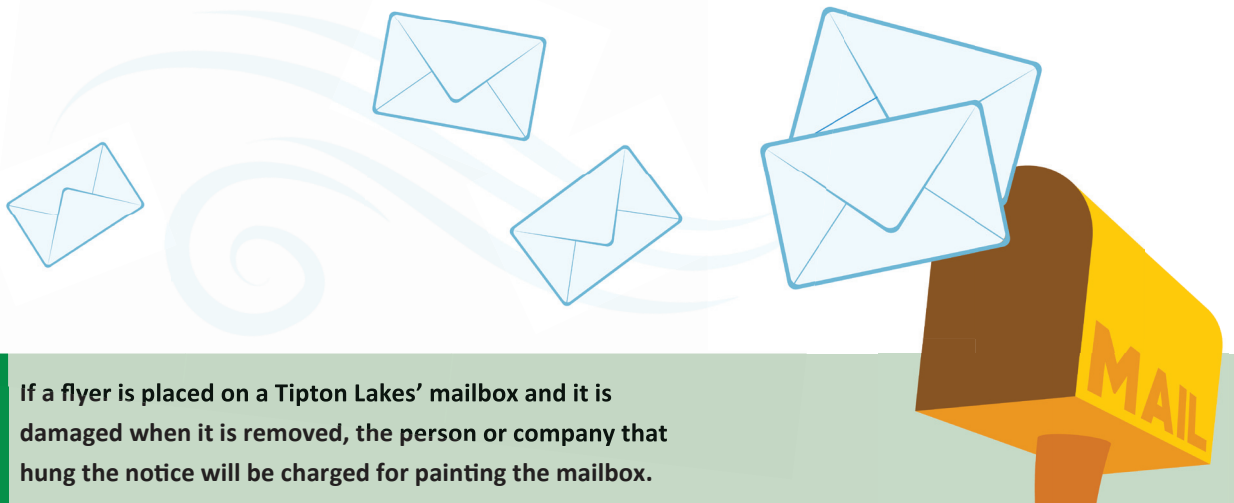 MAIL
If a flyer is placed on a Tipton Lakes’ mailbox and it is
damaged when it is removed, the person or company that
hung the notice will be charged for painting the mailbox.